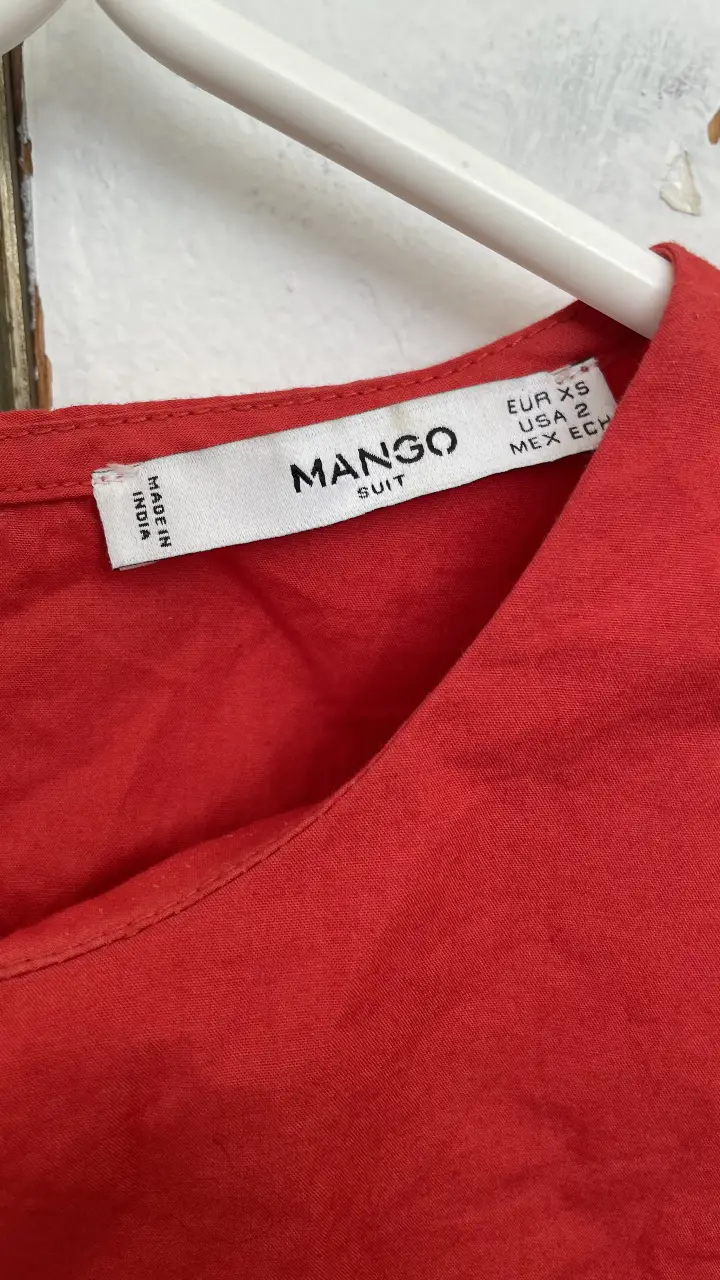 MADE IN
INDIA
MANGO
SUIT
EUR XS
USA 2
MEX ECH